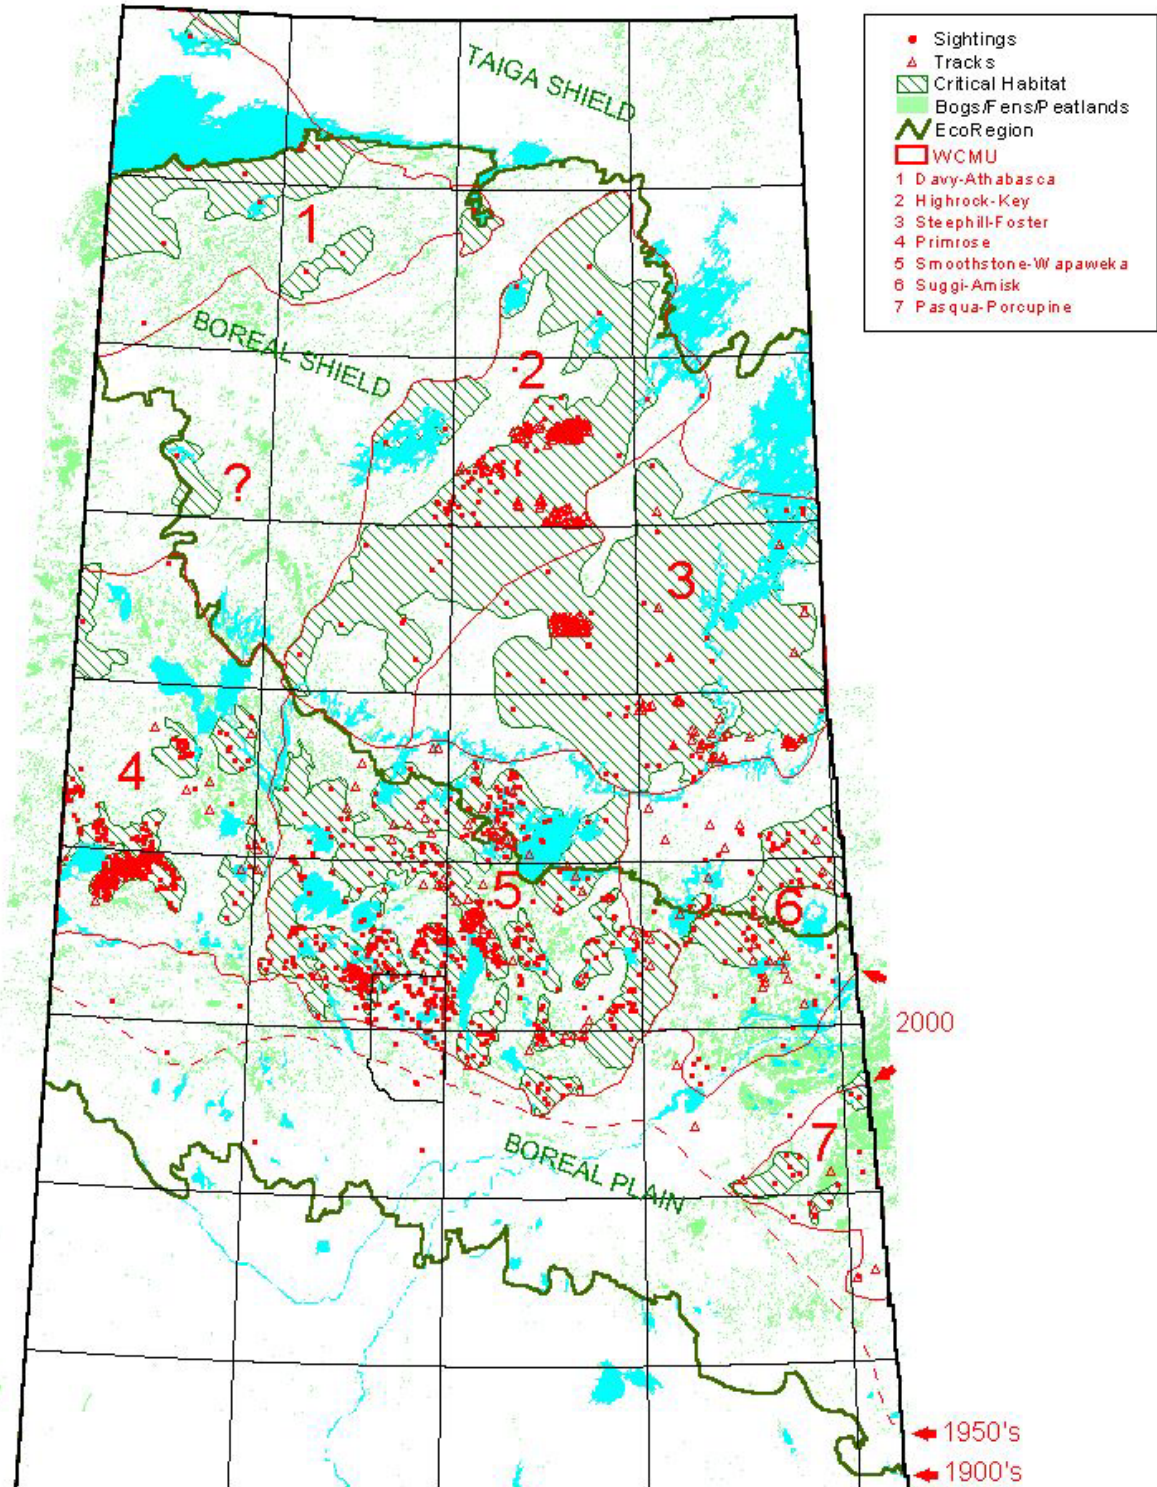 Sightings
Tracks
Critical Habitat
Bogs/Fens/Peatlands
EcoRegion
WCMU
1 Davy-Athabasca
2 Highrock-Key
3 Steephill-Foster
4 Primrose
5 Smoothstone-Wapaweka
6 Suggi-Amisk
7 Pasqua-Porcupine
TAIGA SHIELD
1
BOREAL SHIELD
2
?
3
4
5
6
2000
7
BOREAL PLAIN
1950's
1900's